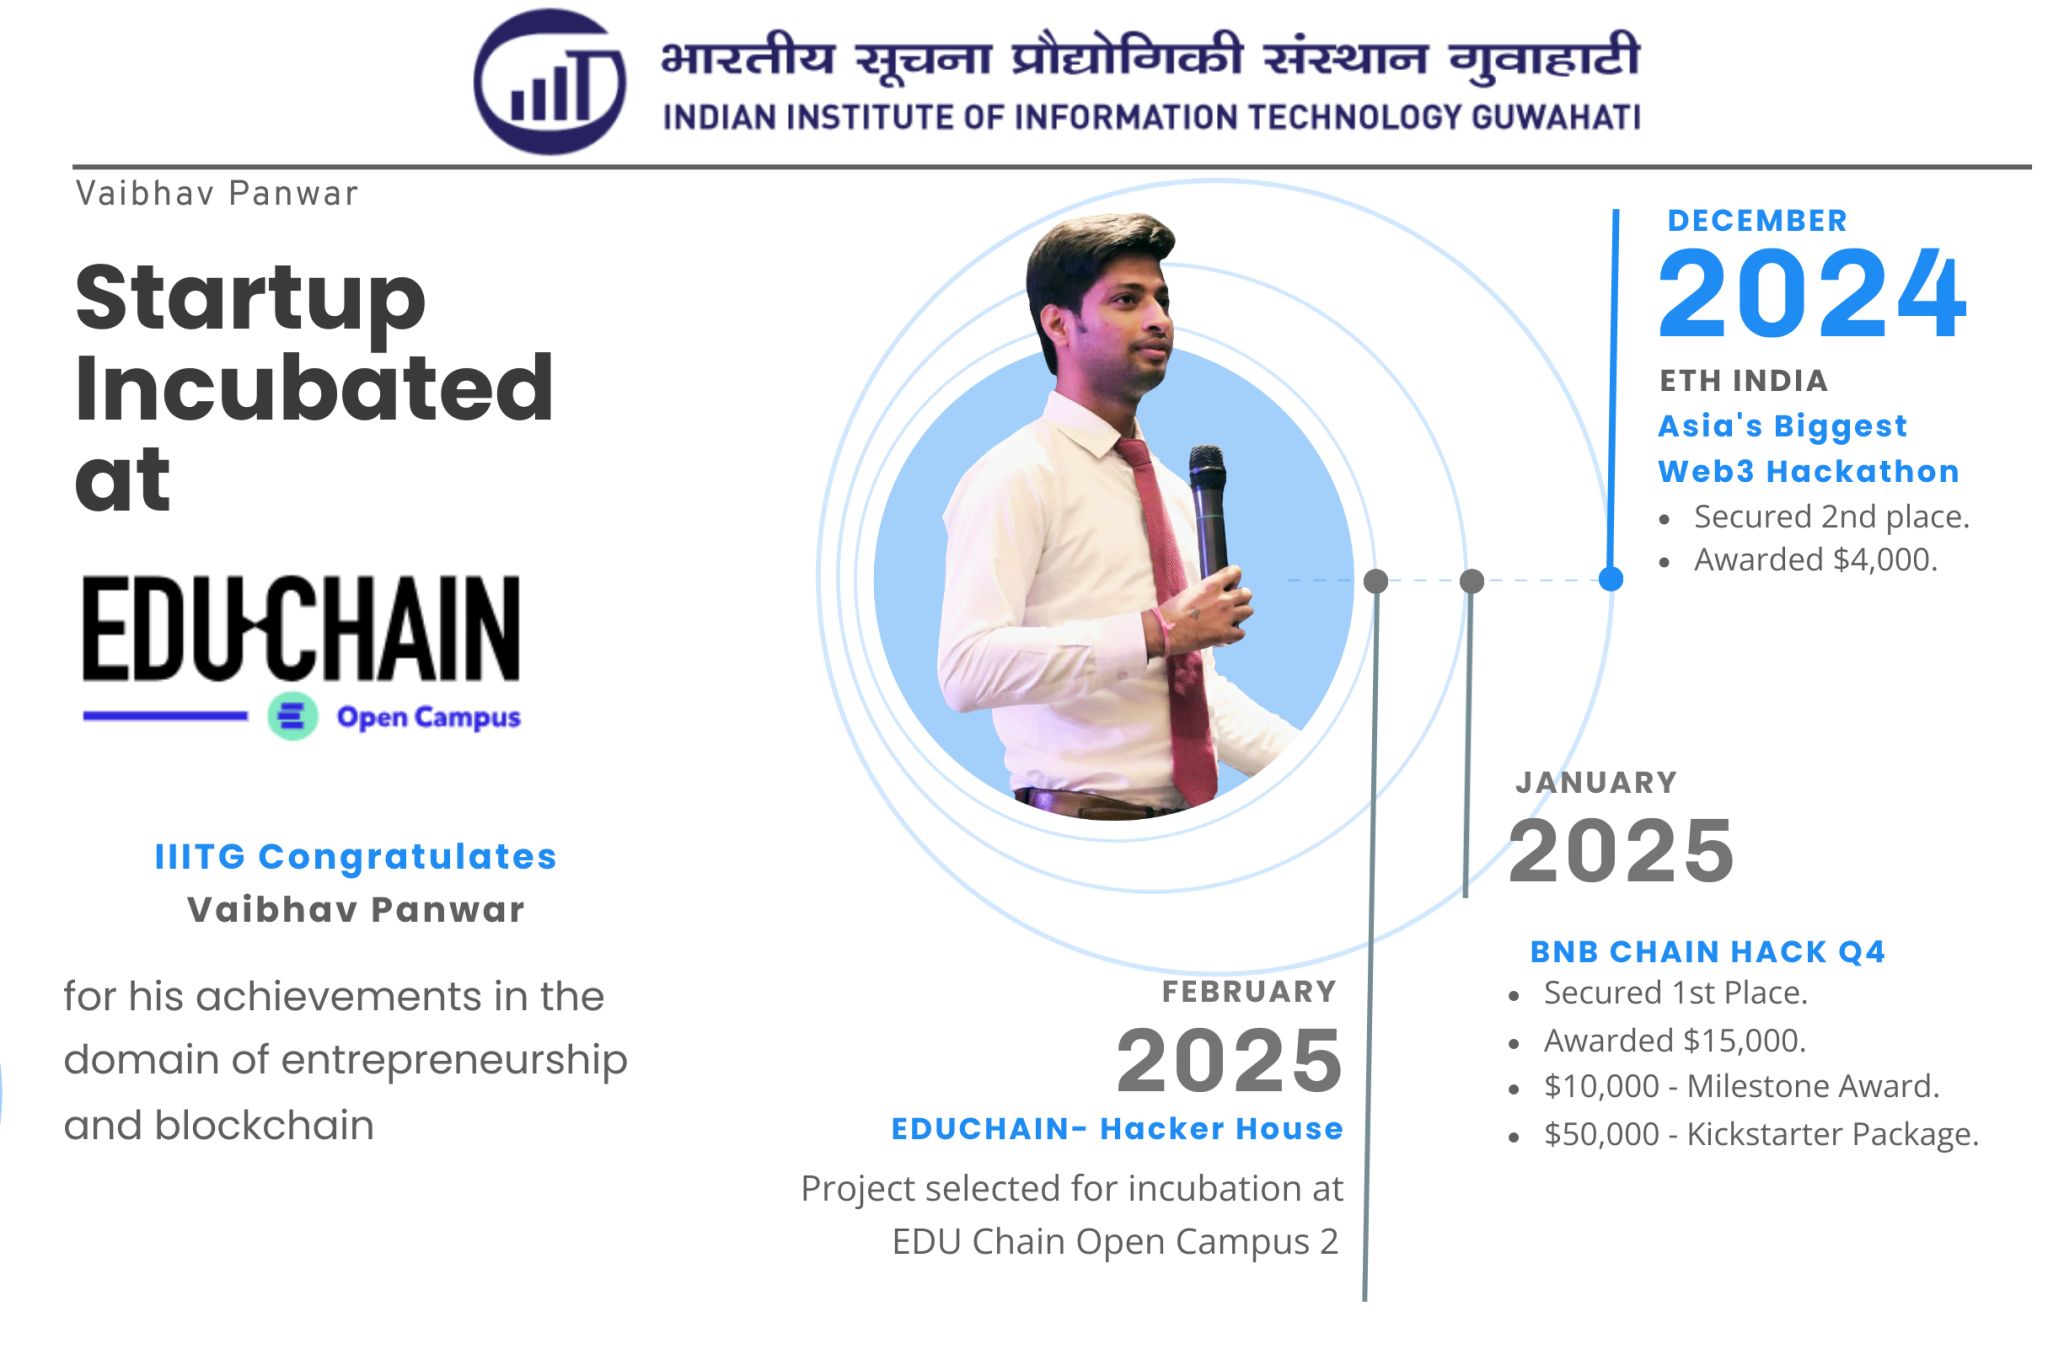 भारतीय सूचना प्रौद्योगिकी संस्थान गुवाहाटी
INDIAN INSTITUTE OF INFORMATION TECHNOLOGY GUWAHATI
Vaibhav Panwar
Startup
Incubated
at
EDU CHAIN
Open Campus
IIITG Congratulates
Vaibhav Panwar
for his achievements in the
domain of entrepreneurship
and blockchain
DECEMBER
2024
ETH INDIA
Asia's Biggest
Web3 Hackathon
• Secured 2nd place.
• Awarded $4,000.
JANUARY
2025
BNB CHAIN HACK Q4
• Secured 1st Place.
• Awarded $15,000.
• $10,000 - Milestone Award.
• $50,000 - Kickstarter Package.
FEBRUARY
2025
EDUCHAIN- Hacker House
Project selected for incubation at
EDU Chain Open Campus 2